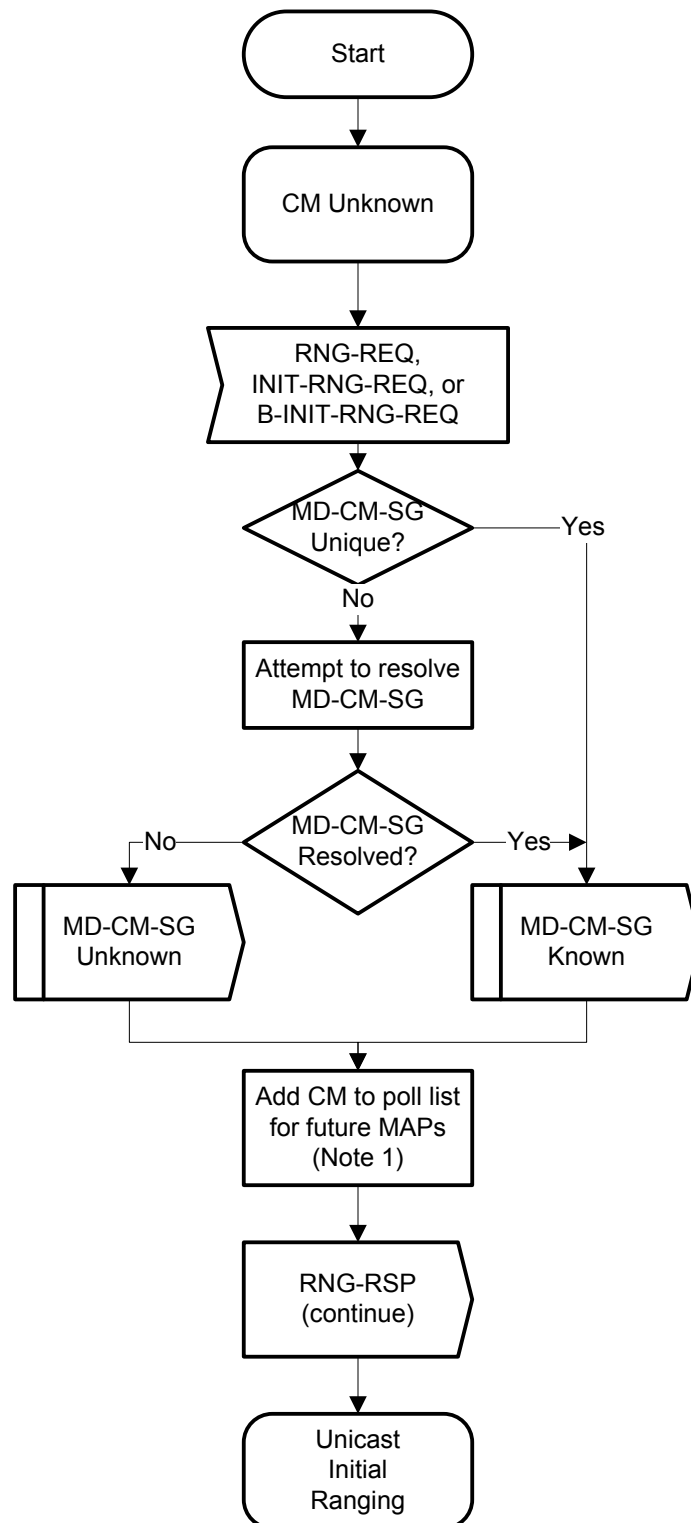 Start
CM Unknown
RNG-REQ,
INIT-RNG-REQ, or
B-INIT-RNG-REQ
MD-CM-SG
Unique?
Yes
No
Attempt to resolve
MD-CM-SG
MD-CM-SG
Resolved?
No
Yes
MD-CM-SG
Unknown
MD-CM-SG
Known
Add CM to poll list
for future MAPs
(Note 1)
RNG-RSP
(continue)
Unicast
Initial
Ranging